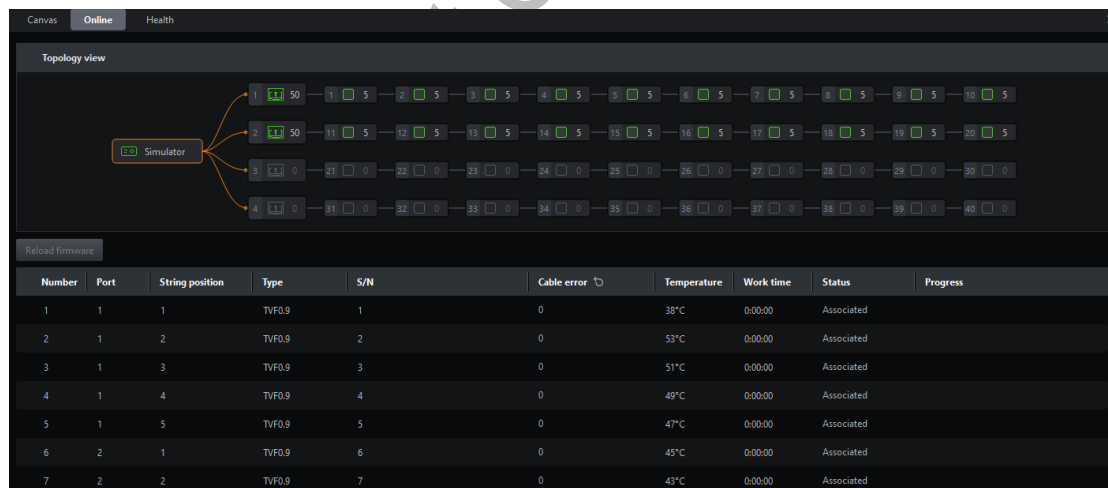 Canvas Online Health
Topology view
1 50 1 5 2 5 3 5 4 5 5 5 6 5 7 5 8 5 9 5 10 5
2 50 11 5 12 5 13 5 14 5 15 5 16 5 17 5 18 5 19 5 20 5
Simulator
3 0 21 0 22 0 23 0 24 0 25 0 26 0 27 0 28 0 29 0 30 0
4 0 31 0 32 0 33 0 34 0 35 0 36 0 37 0 38 0 39 0 40 0
Reload firmware
Number Port String position Type S/N Cable error Temperature Work time Status Progress
1 1 1 TVF0.9 1 0 38°C 0:00:00 Associated
2 1 2 TVF0.9 2 0 53°C 0:00:00 Associated
3 1 3 TVF0.9 3 0 51°C 0:00:00 Associated
4 1 4 TVF0.9 4 0 49°C 0:00:00 Associated
5 1 5 TVF0.9 5 0 47°C 0:00:00 Associated
6 2 1 TVF0.9 6 0 45°C 0:00:00 Associated
7 2 2 TVF0.9 7 0 43°C 0:00:00 Associated